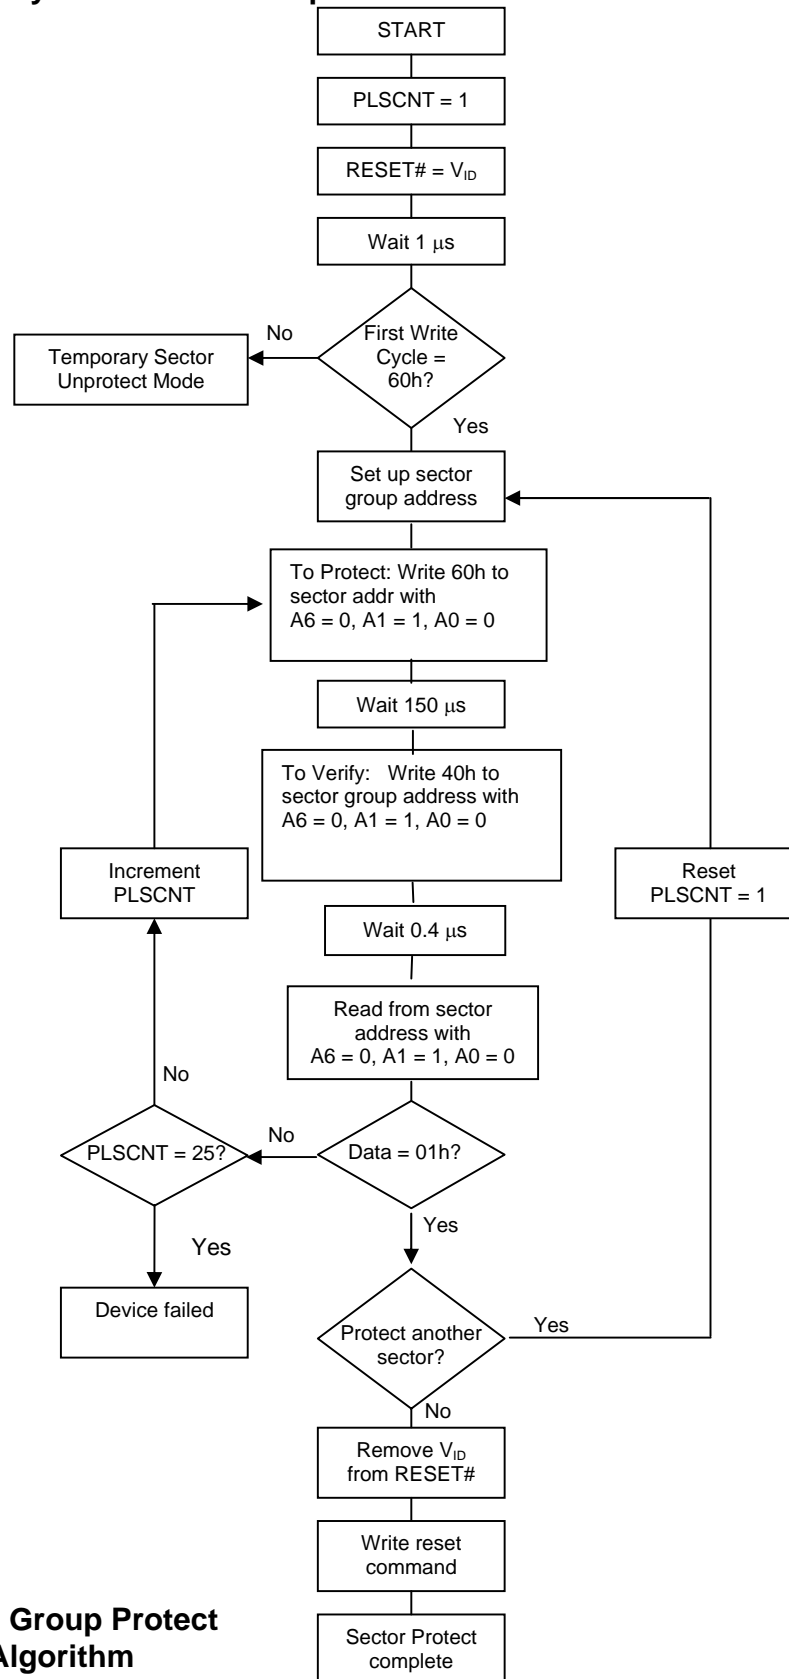 START
PLSCNT = 1
RESET# = VID
Wait 1 μs
First Write
Cycle =
60h?
No
Temporary Sector
Unprotect Mode
Yes
Set up sector
group address
To Protect: Write 60h to
sector addr with
A6 = 0, A1 = 1, A0 = 0
Wait 150 μs
To Verify: Write 40h to
sector group address with
A6 = 0, A1 = 1, A0 = 0
Increment
PLSCNT
Reset
PLSCNT = 1
Wait 0.4 μs
Read from sector
address with
A6 = 0, A1 = 1, A0 = 0
No
Data = 01h?
No
PLSCNT = 25?
Yes
Yes
Device failed
Protect another
sector?
Yes
No
Remove VID
from RESET#
Write reset
command
Group Protect
Algorithm
Sector Protect
complete